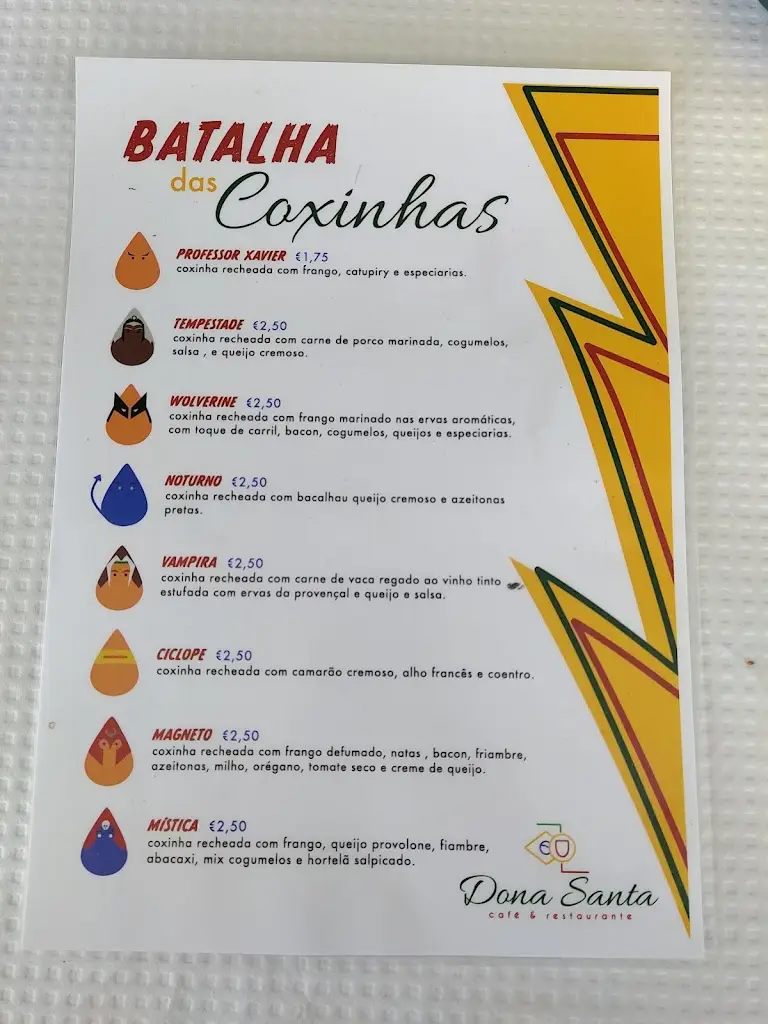 BATALHA
das
Coxinhas
PROFESSOR XAVIER €1,75
coxinha recheada com frango, catupiry e especiarias.
TEMPESTADE €2,50
coxinha recheada com carne de porco marinada, cogumelos,
salsa , e queijo cremoso.
WOLVERINE €2,50
coxinha recheada com frango marinado nas ervas aromáticas,
com toque de carril, bacon, cogumelos, queijos e especiarias.
NOTURNO €2,50
coxinha recheada com bacalhau queijo cremoso e azeitonas
pretas.
VAMPIRA €2,50
coxinha recheada com carne de vaca regado ao vinho tinto
estufada com ervas da provençal e queijo e salsa.
CICLOPE €2,50
coxinha recheada com camarão cremoso, alho francês e coentro.
MAGNETO €2,50
coxinha recheada com frango defumado, natas , bacon, friambre,
azeitonas, milho, orégano, tomate seco e creme de queijo.
MÍSTICA €2,50
coxinha recheada com frango, queijo provolone, fiambre,
abacaxi, mix cogumelos e hortelã salpicado.
Dona Santa
café & restaurante